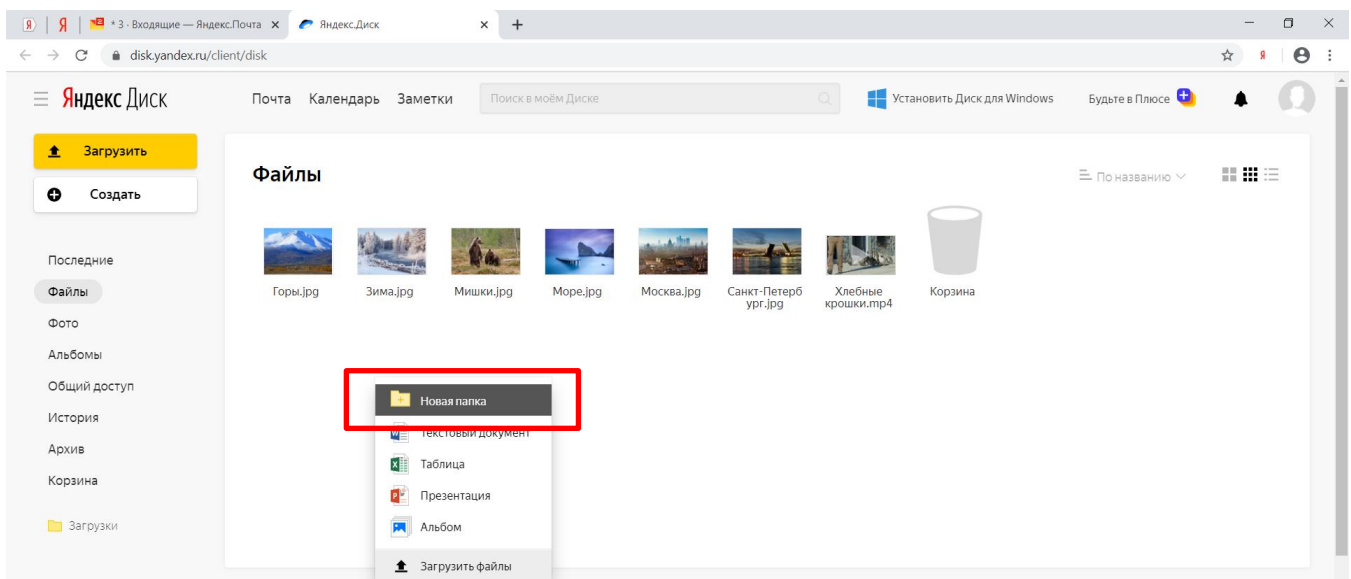 * 3 · Входящие — Яндекс.Почта
Яндекс.Диск
disk.yandex.ru/client/disk
Яндекс Диск
Почта Календарь Заметки
Поиск в моём Диске
Установить Диск для Windows
Будьте в Плюсе
Загрузить
Создать
Последние
Файлы
Фото
Альбомы
Общий доступ
История
Архив
Корзина
Загрузки
Файлы
По названию
Горы.jpg
Зима.jpg
Мишки.jpg
Море.jpg
Москва.jpg
Санкт-Петерб
ург.jpg
Хлебные
крошки.mp4
Корзина
Новая папка
Текстовый документ
Таблица
Презентация
Альбом
Загрузить файлы